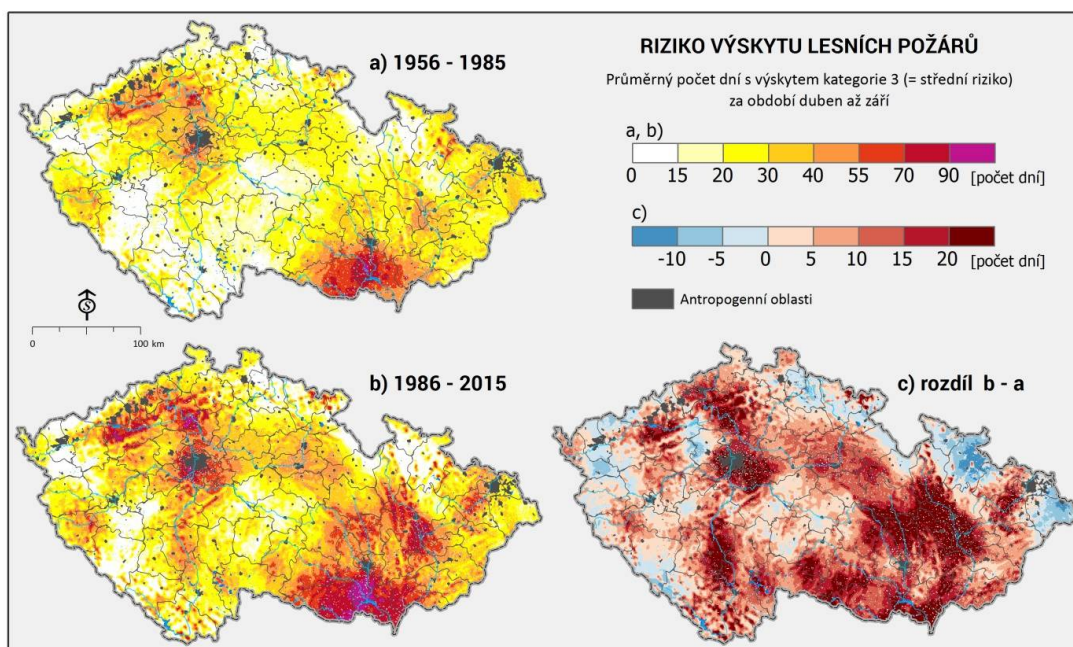 RIZIKO VÝSKYTU LESNÍCH POŽÁRŮ
Průměrný počet dní s výskytem kategorie 3 (= střední riziko)
za období duben až září
a) 1956 - 1985
a, b)
0 15 20 30 40 55 70 90 [počet dní]
c)
-10 -5 0 5 10 15 20 [počet dní]
Antropogenní oblasti
S
0 100 km
b) 1986 - 2015
c) rozdíl b - a